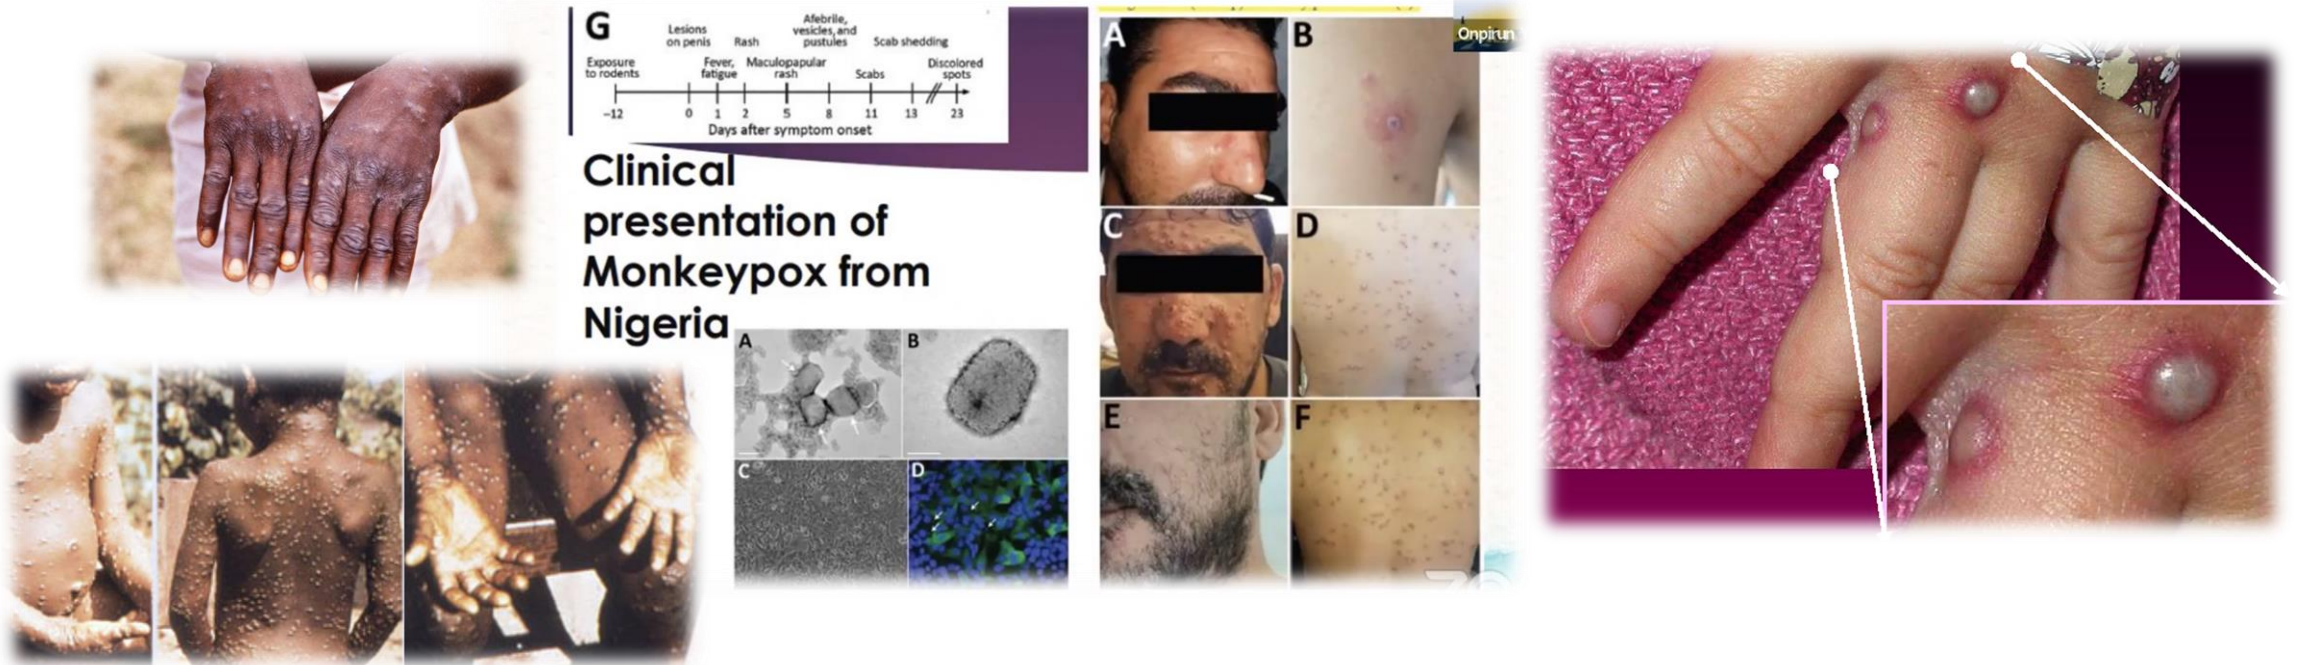 G
Lesions
on penis
Rash
Afebrile,
vesicles, and
pustules
Scab shedding
Exposure
to rodents
Fever,
fatigue
Maculopapular
rash
Scabs
Discolored
spots
–12 0 1 2 5 8 11 13 23
Days after symptom onset
Clinical
presentation of
Monkeypox from
Nigeria
A
B
C
D
A
B
C
D
E
F
Onpirun